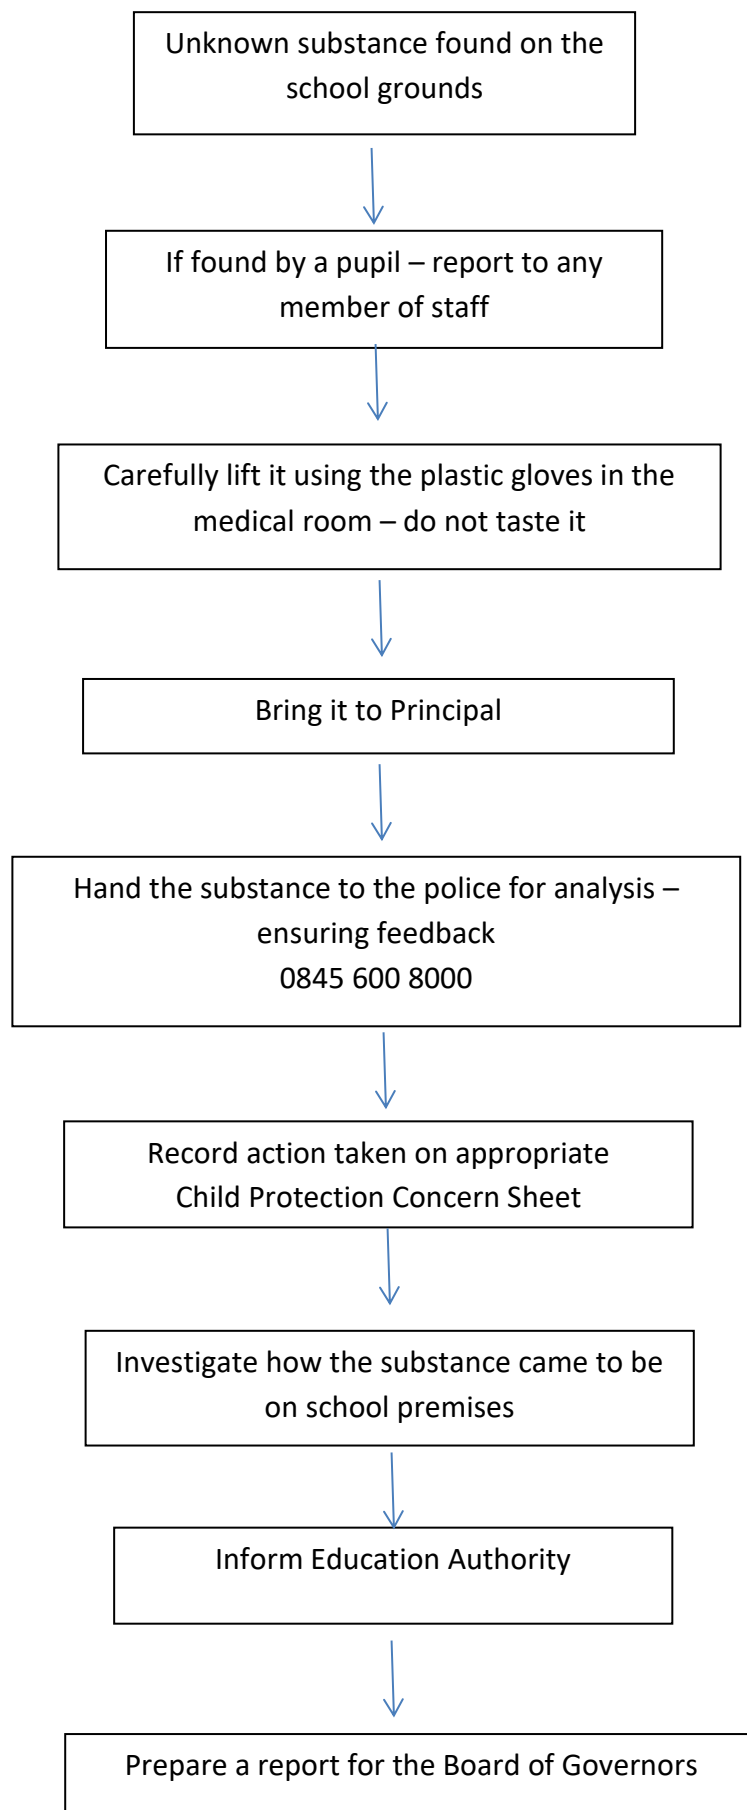 Unknown substance found on the
school grounds
If found by a pupil – report to any
member of staff
Carefully lift it using the plastic gloves in the
medical room – do not taste it
Bring it to Principal
Hand the substance to the police for analysis –
ensuring feedback
0845 600 8000
Record action taken on appropriate
Child Protection Concern Sheet
Investigate how the substance came to be
on school premises
Inform Education Authority
Prepare a report for the Board of Governors